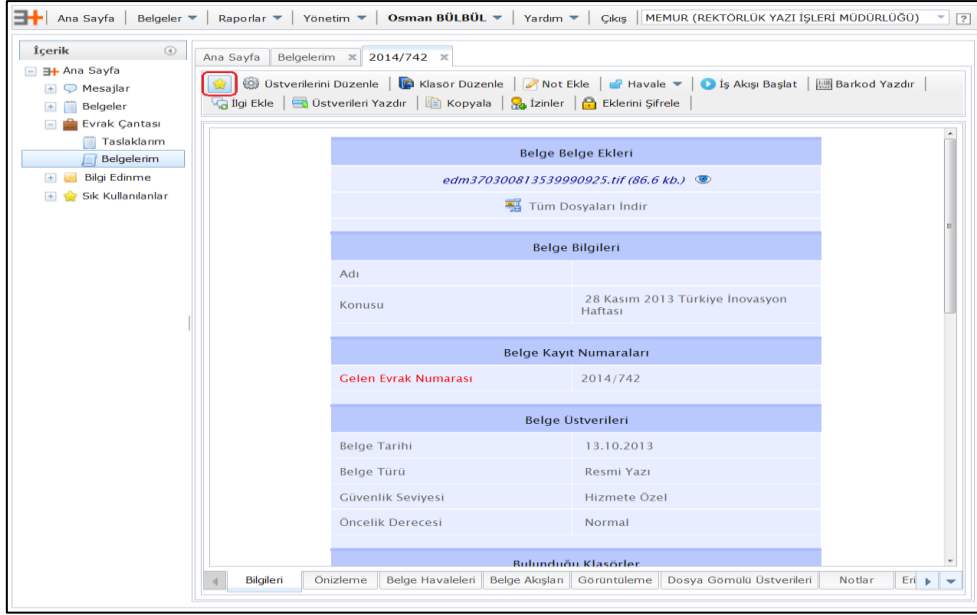 Ana Sayfa Belgeler Raporlar Yönetim Osman BÜLBÜL Yardım Çıkış MEMUR (REKTÖRLÜK YAZI İŞLERİ MÜDÜRLÜĞÜ) ?
İçerik
Ana Sayfa
Mesajlar
Belgeler
Evrak Çantası
Taslaklarım
Belgelerim
Bilgi Edinme
Sık Kullanılanlar
Ana Sayfa Belgelerim x 2014/742 x
Üstverilerini Düzenle Klasör Düzenle Not Ekle Havale İş Akışı Başlat Barkod Yazdır
İlgi Ekle Üstverileri Yazdır Kopyala İzinler Eklerini Şifrele
Belge Belge Ekleri
edm370300813539990925.tif (86.6 kb.)
Tüm Dosyaları İndir
Belge Bilgileri
Adı
Konusu 28 Kasım 2013 Türkiye İnovasyon
Haftası
Belge Kayıt Numaraları
Gelen Evrak Numarası 2014/742
Belge Üstverileri
Belge Tarihi 13.10.2013
Belge Türü Resmi Yazı
Güvenlik Seviyesi Hizmete Özel
Öncelik Derecesi Normal
Bulunduğu Klasörler
Bilgileri Önizleme Belge Havaleleri Belge Akışları Görüntüleme Dosya Gömülü Üstverileri Notlar Eri